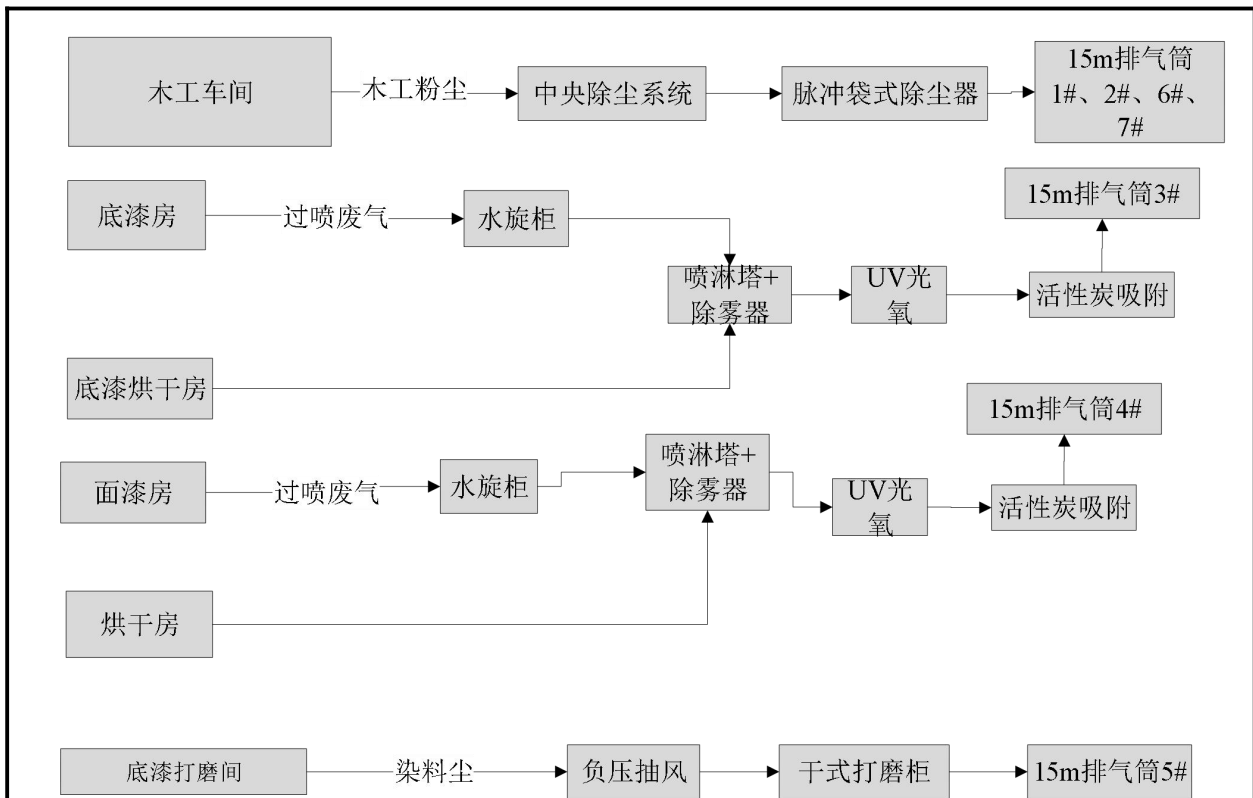 木工车间
木工粉尘
中央除尘系统
脉冲袋式除尘器
15m排气筒
1#、2#、6#、
7#
底漆房
过喷废气
水旋柜
喷淋塔+
除雾器
UV光
氧
活性炭吸附
15m排气筒3#
底漆烘干房
面漆房
过喷废气
水旋柜
喷淋塔+
除雾器
UV光
氧
活性炭吸附
15m排气筒4#
烘干房
底漆打磨间
染料尘
负压抽风
干式打磨柜
15m排气筒5#